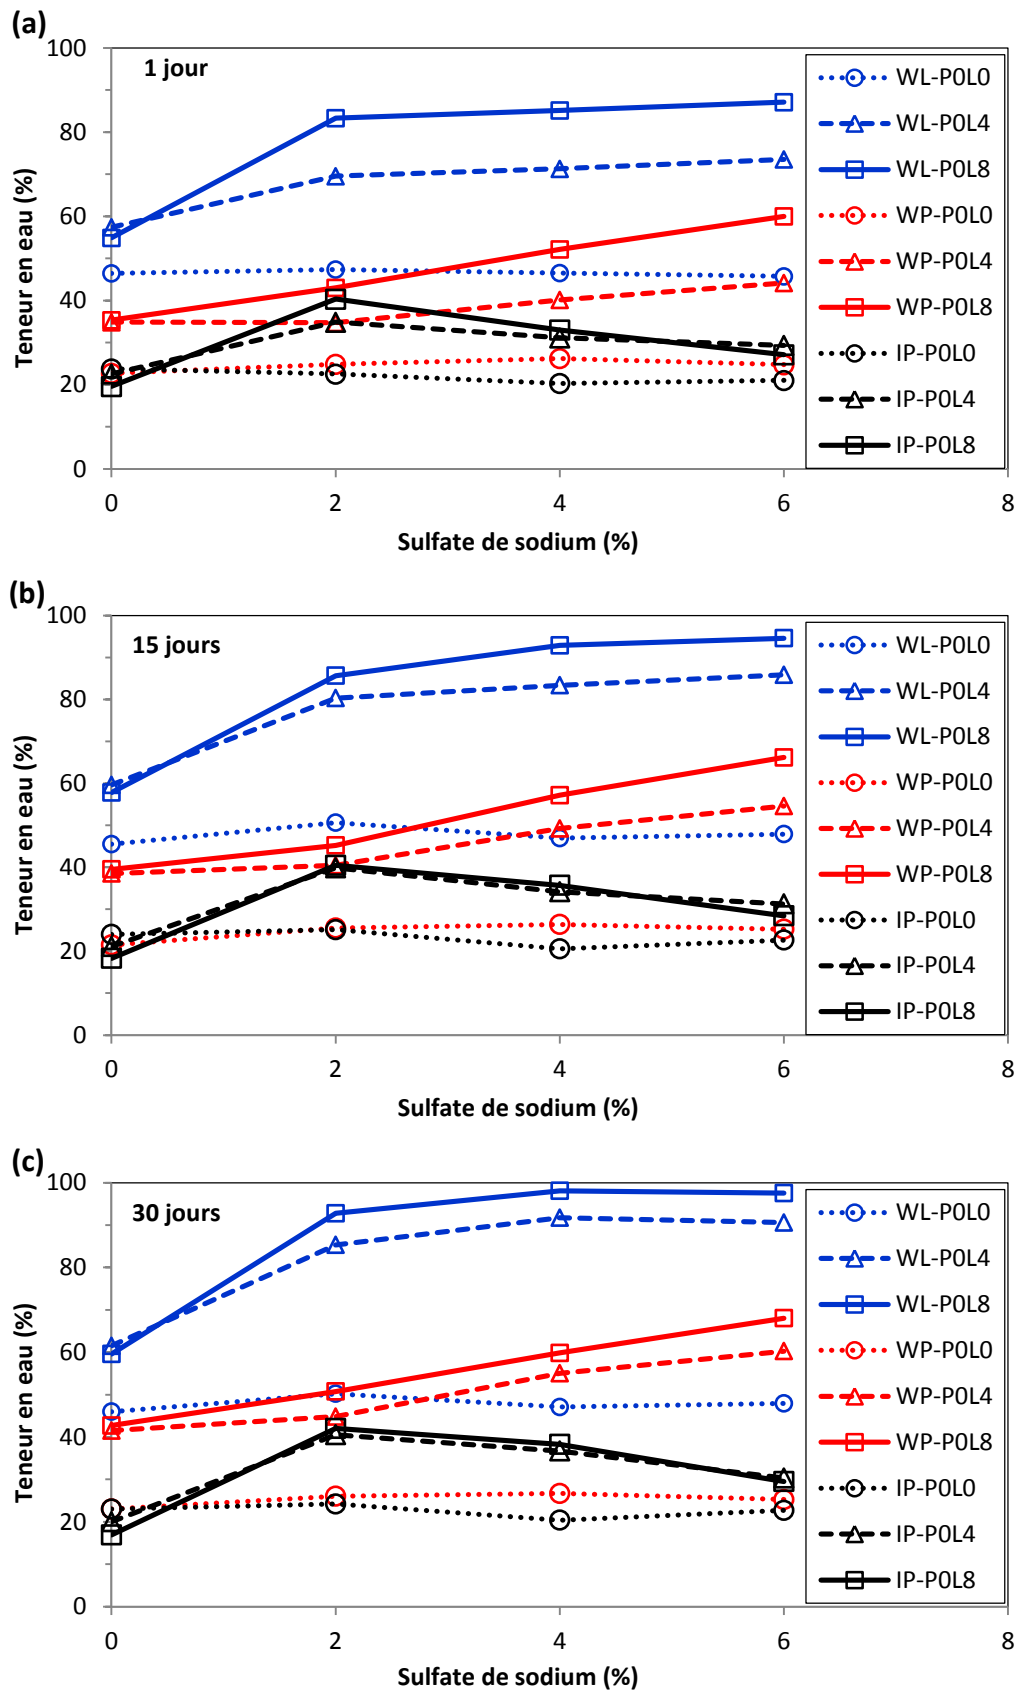 (a)
1 jour
Teneur en eau (%)
100
80
60
40
20
0
0 2 4 6 8
Sulfate de sodium (%)
WL-P0L0
WL-P0L4
WL-P0L8
WP-P0L0
WP-P0L4
WP-P0L8
IP-P0L0
IP-P0L4
IP-P0L8
(b)
15 jours
Teneur en eau (%)
100
80
60
40
20
0
0 2 4 6 8
Sulfate de sodium (%)
WL-P0L0
WL-P0L4
WL-P0L8
WP-P0L0
WP-P0L4
WP-P0L8
IP-P0L0
IP-P0L4
IP-P0L8
(c)
30 jours
Teneur en eau (%)
100
80
60
40
20
0
0 2 4 6 8
Sulfate de sodium (%)
WL-P0L0
WL-P0L4
WL-P0L8
WP-P0L0
WP-P0L4
WP-P0L8
IP-P0L0
IP-P0L4
IP-P0L8